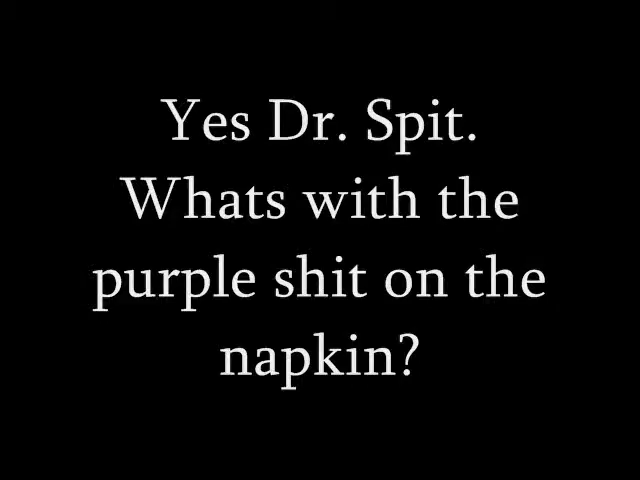 Yes Dr. Spit.
Whats with the
purple shit on the
napkin?